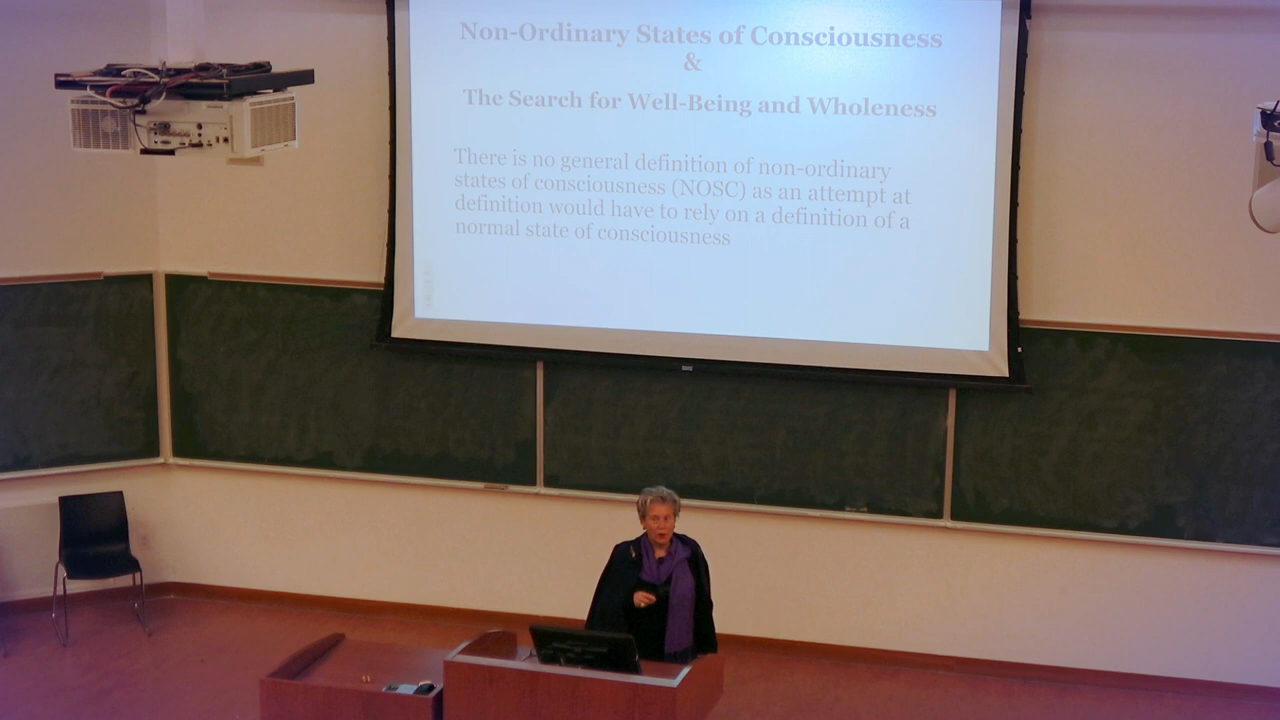 Non-Ordinary States of Consciousness
&
The Search for Well-Being and Wholeness
There is no general definition of non-ordinary
states of consciousness (NOSC) as an attempt at
definition would have to rely on a definition of a
normal state of consciousness